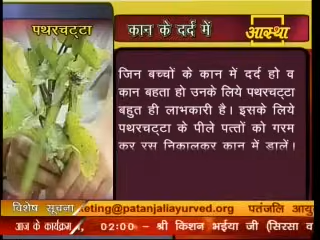 पथरचट्टा
कान के दर्द में
आस्था
जिन बच्चों के कान में दर्द हो व
कान बहता हो उनके लिये पथरचट्टा
बहुत ही लाभकारी है। इसके लिये
पथरचट्टा के पीले पत्तों को गरम
कर रस निकालकर कान में डालें।
विशेष सूचना
keting@patanjaliayurved.org पतंजलि आयु
आज के कार्यक्रम 02:00 - श्री किशन भईया जी (सिरसा व